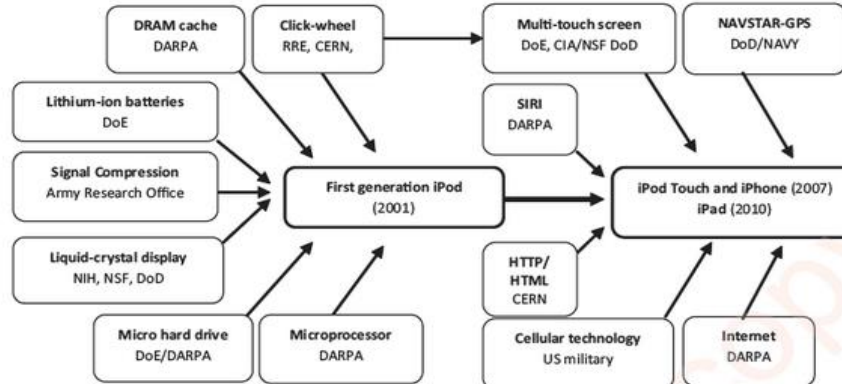 DRAM cache
DARPA
Click-wheel
RRE, CERN,
Multi-touch screen
DoE, CIA/NSF DoD
NAVSTAR-GPS
DoD/NAVY
Lithium-ion batteries
DoE
SIRI
DARPA
Signal Compression
Army Research Office
First generation iPod
(2001)
iPod Touch and iPhone (2007)
iPad (2010)
Liquid-crystal display
NIH, NSF, DoD
HTTP/
HTML
CERN
Micro hard drive
DoE/DARPA
Microprocessor
DARPA
Cellular technology
US military
Internet
DARPA